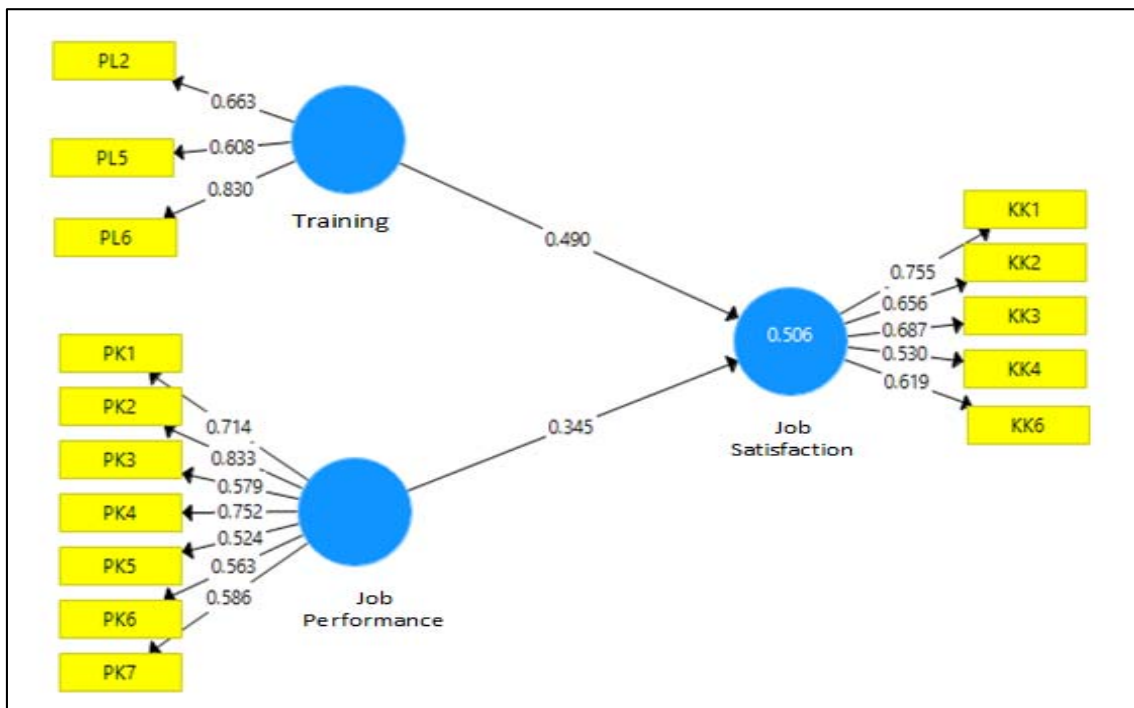 PL2
0.663
PL5
0.608
PL6
0.830
Training
0.490
PK1
0.714
PK2
0.833
PK3
0.579
PK4
0.752
PK5
0.524
PK6
0.563
PK7
0.586
Job
Performance
0.345
0.506
Job
Satisfaction
KK1
0.755
KK2
0.656
KK3
0.687
KK4
0.530
KK6
0.619